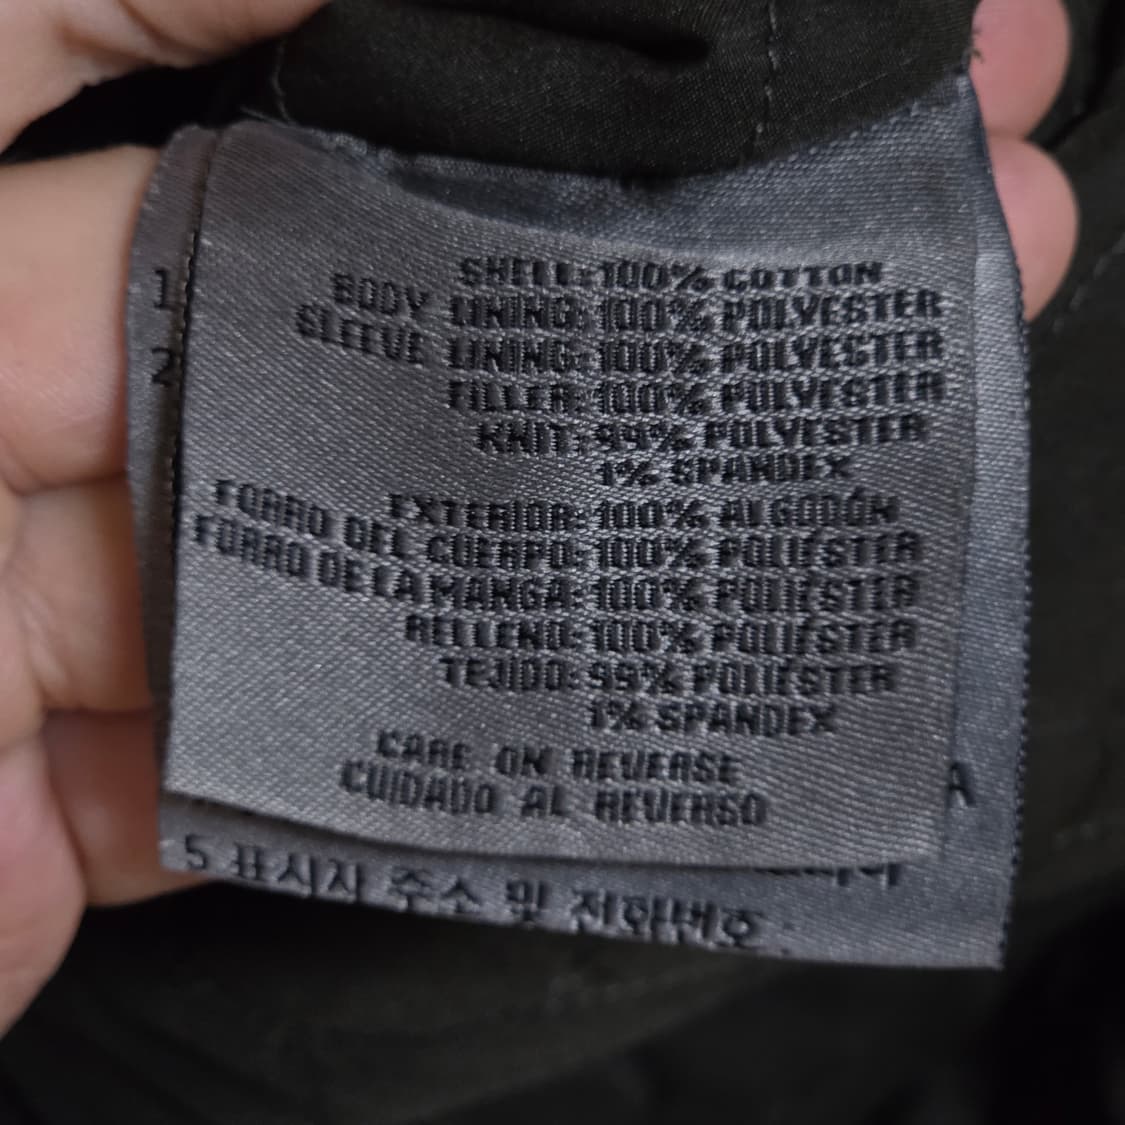 SHELL: 100% COTTON
BODY LINING: 100% POLYESTER
SLEEVE LINING: 100% POLYESTER
FILLER: 100% POLYESTER
KNIT: 99% POLYESTER
1% SPANDEX
EXTERIOR: 100% ALGODÓN
FORRO DEL CUERPO: 100% POLIÉSTER
FORRO DE LA MANGA: 100% POLIÉSTER
RELLENO: 100% POLIÉSTER
TEJIDO: 99% POLIÉSTER
1% SPANDEX
CARE ON REVERSE
CUIDADO AL REVERSO
1
2
A
5 표시자 주소 및 전화번호 :